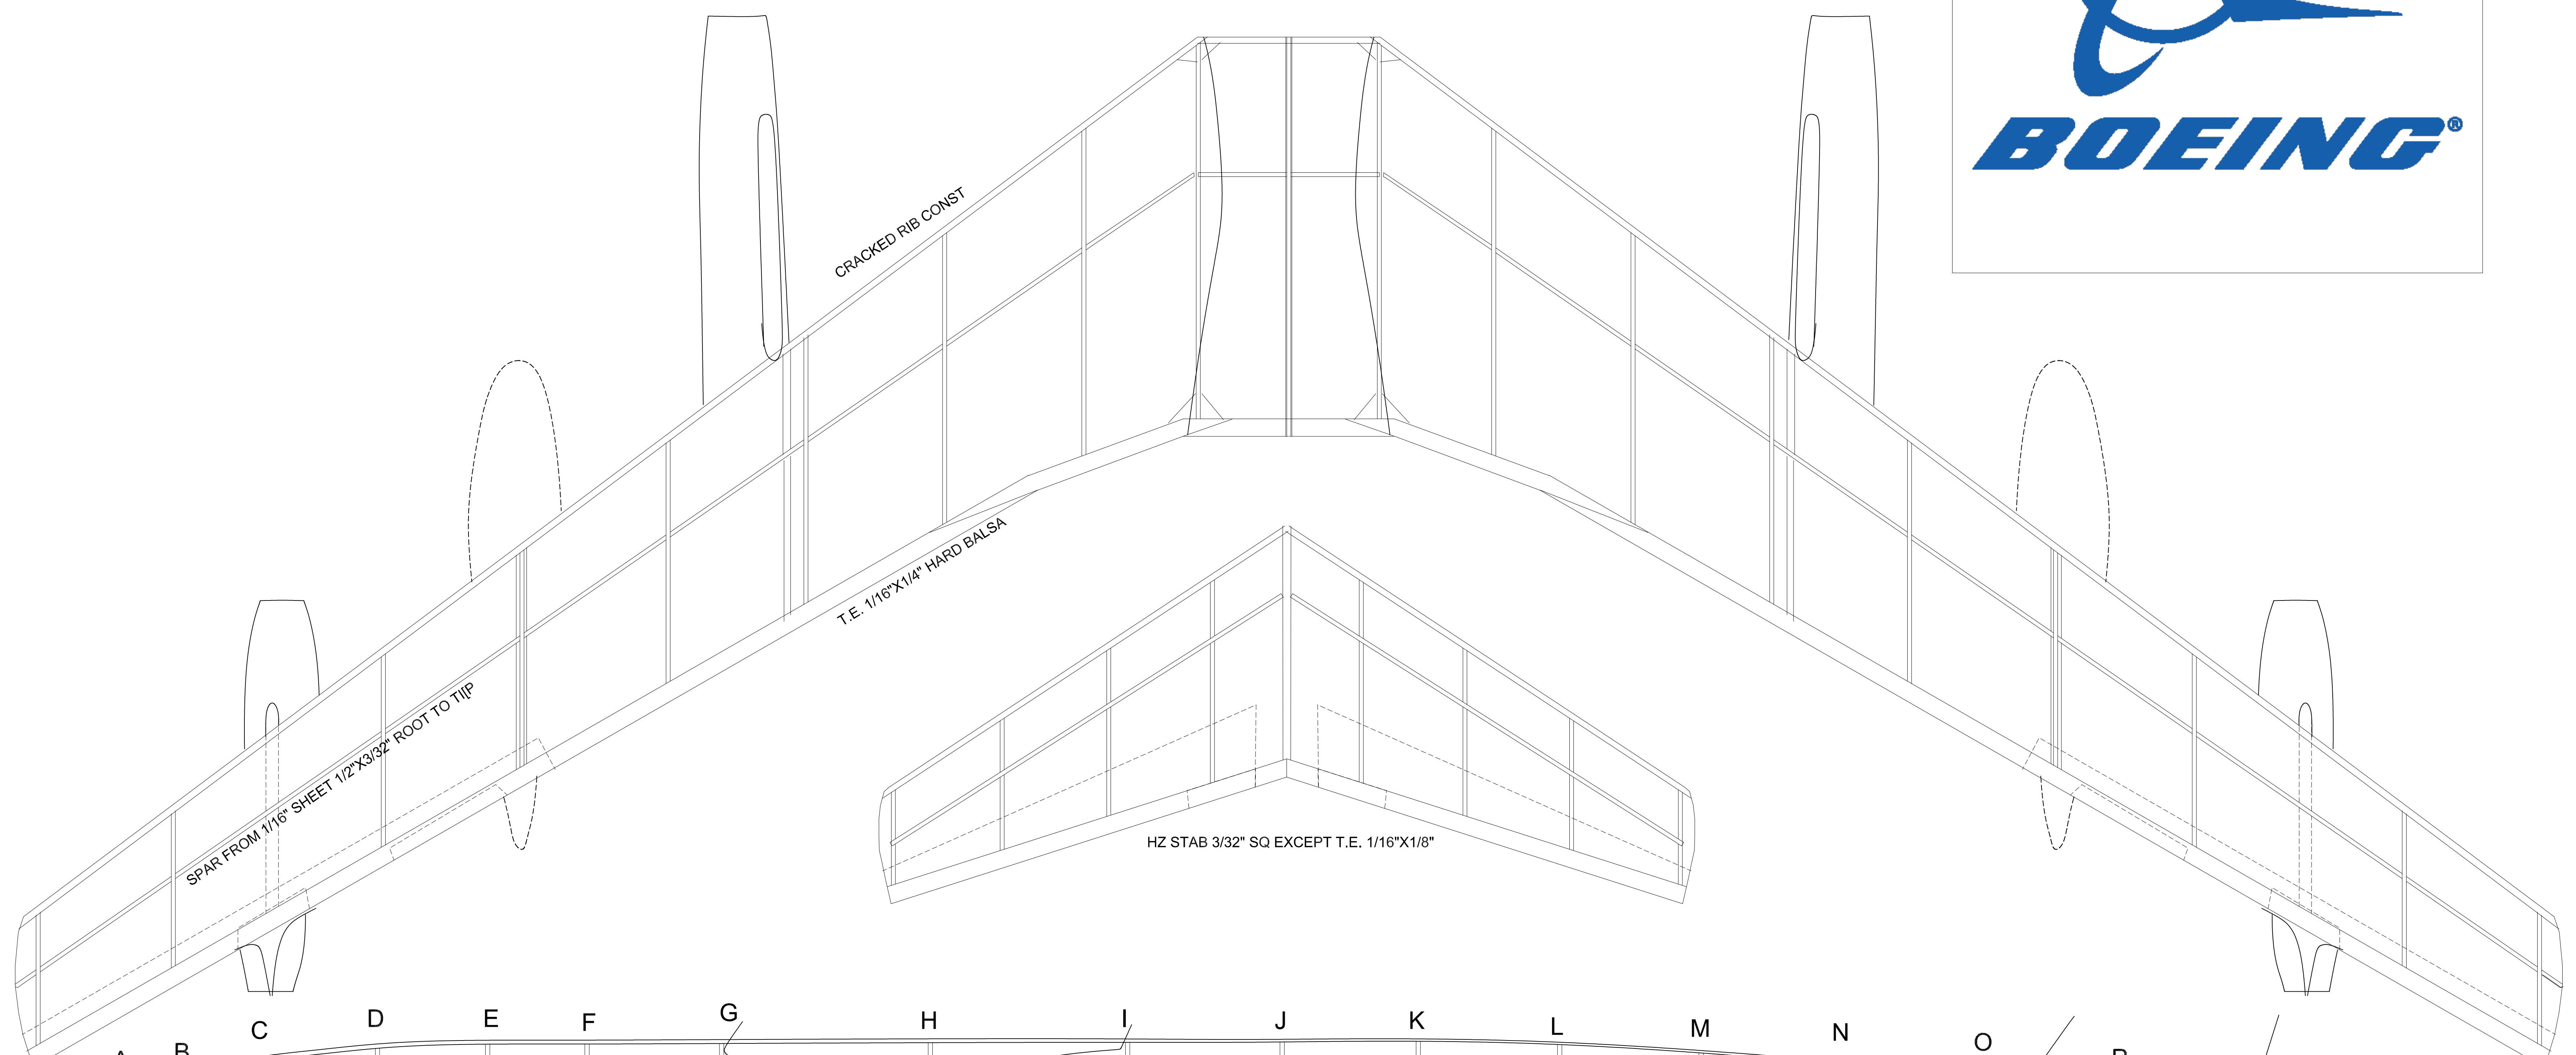 BOEING®
CRACKED RIB CONST
T.E. 1/16"X1/4" HARD BALSA
SPAR FROM 1/16" SHEET 1/2"X3/32" ROOT TO TIP
HZ STAB 3/32" SQ EXCEPT T.E. 1/16"X1/8"
A B C D E F G H I J K L M N O